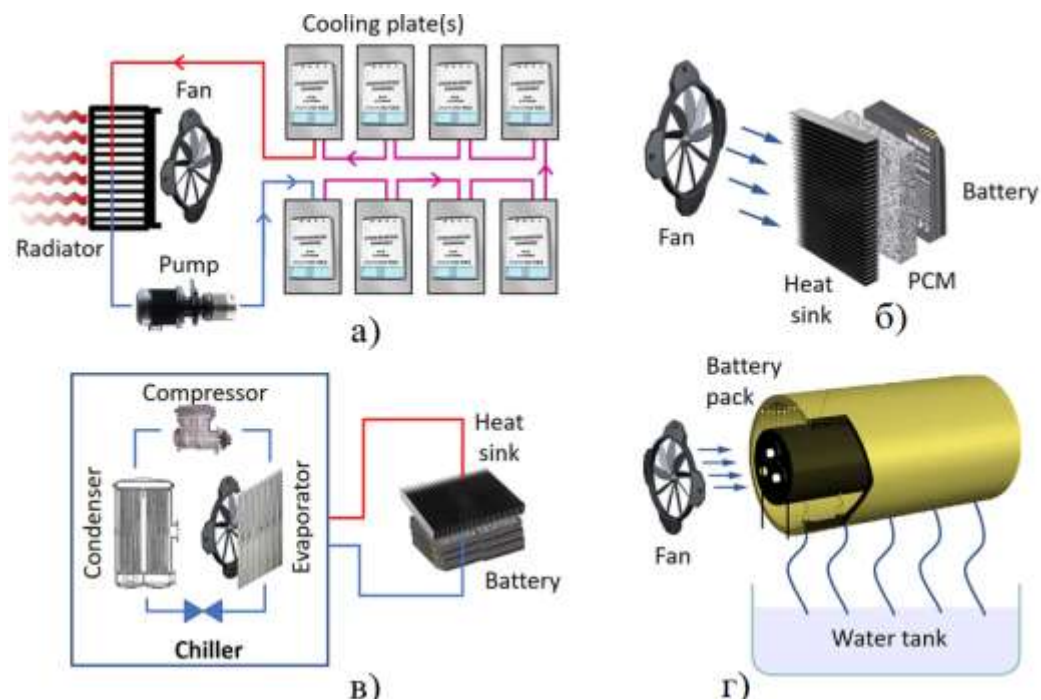 Cooling plate(s)
Fan
Radiator
Pump
а)
Fan
Battery
PCM
Heat
sink
б)
Compressor
Condenser
Evaporator
Chiller
Heat
sink
Battery
в)
Battery
pack
Fan
Water tank
г)